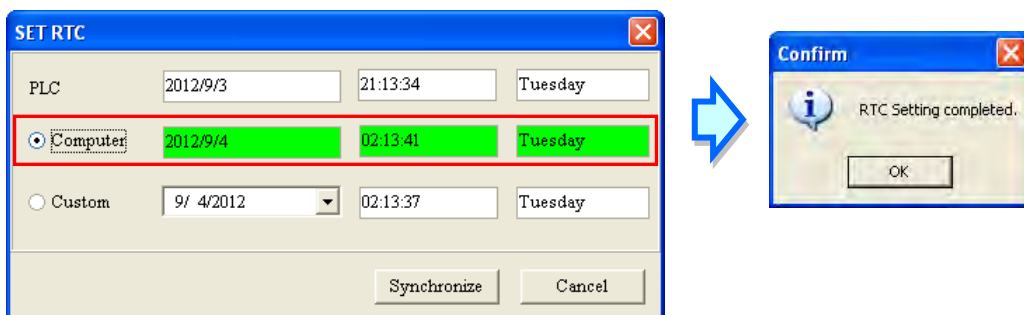 SET RTC
PLC 2012/9/3 21:13:34 Tuesday
Computer 2012/9/4 02:13:41 Tuesday
Custom 9/ 4/2012 02:13:37 Tuesday
Synchronize Cancel
Confirm
RTC Setting completed.
OK